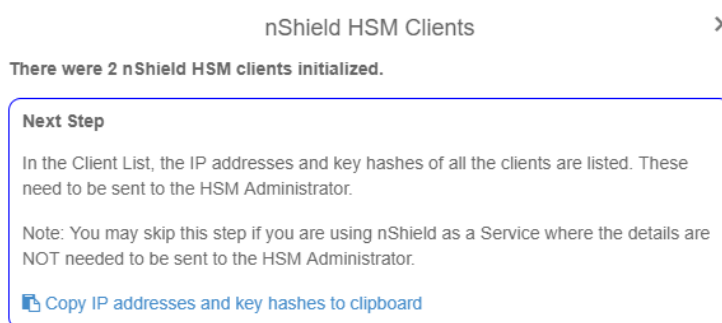 nShield HSM Clients
There were 2 nShield HSM clients initialized.
Next Step
In the Client List, the IP addresses and key hashes of all the clients are listed. These
need to be sent to the HSM Administrator.
Note: You may skip this step if you are using nShield as a Service where the details are
NOT needed to be sent to the HSM Administrator.
Copy IP addresses and key hashes to clipboard